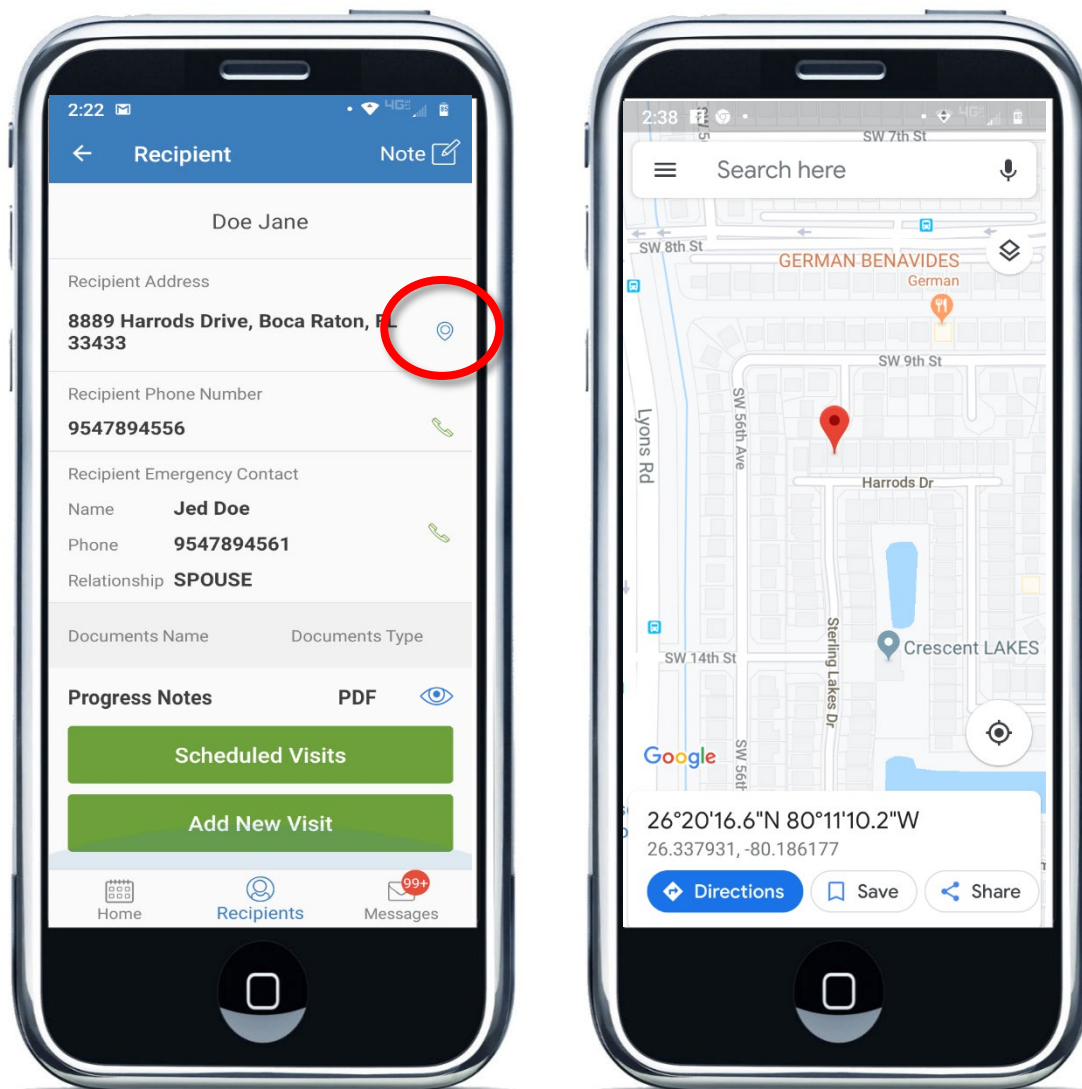 2:22
4GE
Recipient
Note
Doe Jane
Recipient Address
8889 Harrods Drive, Boca Raton, FL
33433
Recipient Phone Number
9547894556
Recipient Emergency Contact
Name Jed Doe
Phone 9547894561
Relationship SPOUSE
Documents Name Documents Type
Progress Notes PDF
Scheduled Visits
Add New Visit
99+
Home Recipients Messages
2:38
4GE
SW 7th St
Search here
SW 8th St
GERMAN BENAVIDES
German
SW 9th St
SW 56th Ave
Lyons Rd
Harrods Dr
Sterling Lakes Dr
Crescent LAKES
SW 14th St
Google
SW 56th
26°20'16.6"N 80°11'10.2"W
26.337931, -80.186177
Directions Save Share